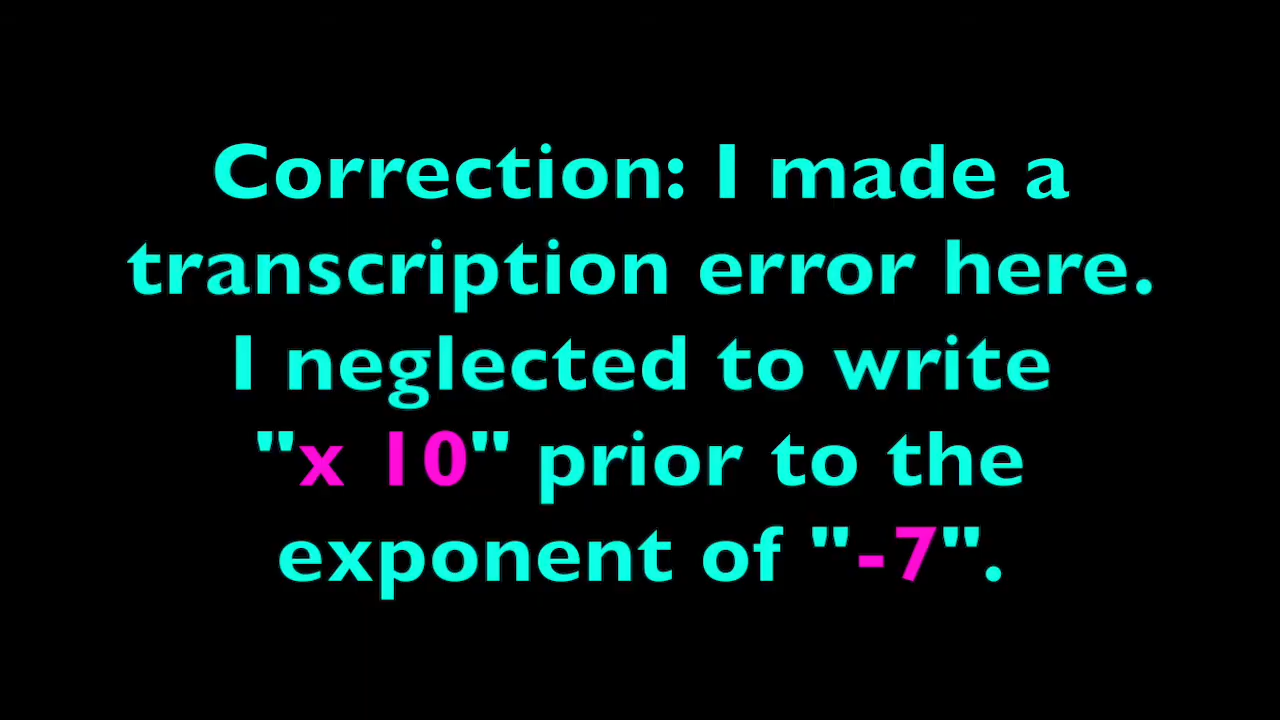 Correction: I made a
transcription error here.
I neglected to write
"x 10" prior to the
exponent of "-7".